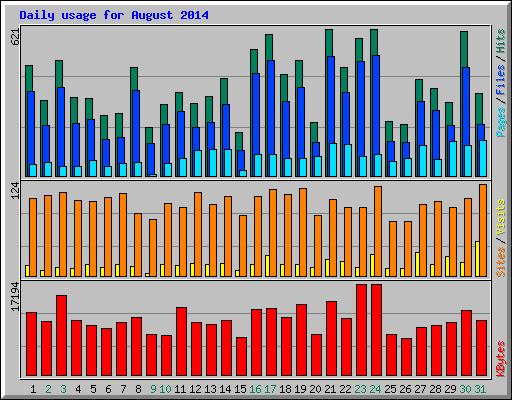 Daily usage for August 2014
621
Pages / Files / Hits
124
Sites / Visits
17194
KBytes
1 2 3 4 5 6 7 8 9 10 11 12 13 14 15 16 17 18 19 20 21 22 23 24 25 26 27 28 29 30 31